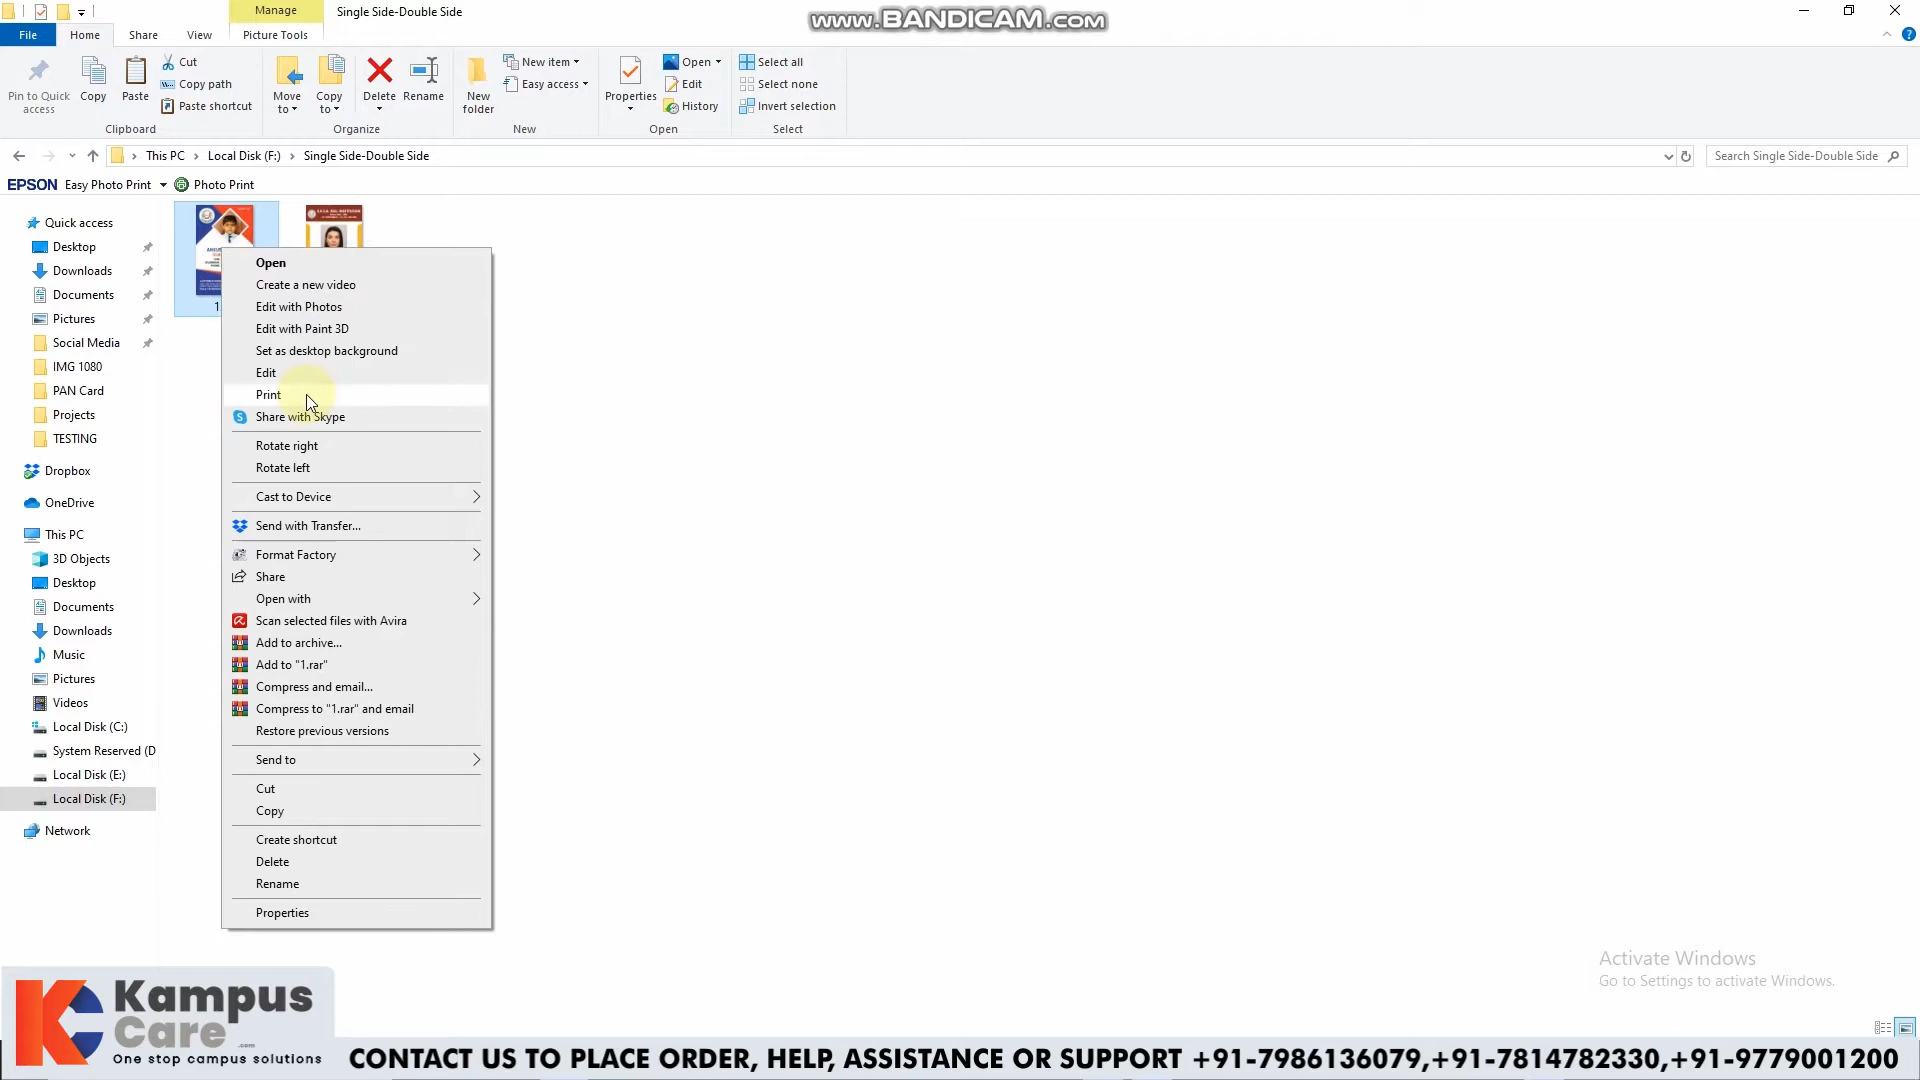 Manage
Single Side-Double Side
www.BANDICAM.com
File
Home
Share
View
Picture Tools
Pin to Quick access
Copy
Paste
Cut
Copy path
Paste shortcut
Clipboard
Move to
Copy to
Delete
Rename
Organize
New folder
New item
Easy access
New
Properties
Open
Edit
History
Open
Select all
Select none
Invert selection
Select
This PC
Local Disk (F:)
Single Side-Double Side
Search Single Side-Double Side
EPSON Easy Photo Print
Photo Print
Quick access
Desktop
Downloads
Documents
Pictures
Social Media
IMG 1080
PAN Card
Projects
TESTING
Dropbox
OneDrive
This PC
3D Objects
Desktop
Documents
Downloads
Music
Pictures
Videos
Local Disk (C:)
System Reserved (D
Local Disk (E:)
Local Disk (F:)
Network
1
Open
Create a new video
Edit with Photos
Edit with Paint 3D
Set as desktop background
Edit
Print
Share with Skype
Rotate right
Rotate left
Cast to Device
Send with Transfer...
Format Factory
Share
Open with
Scan selected files with Avira
Add to archive...
Add to "1.rar"
Compress and email...
Compress to "1.rar" and email
Restore previous versions
Send to
Cut
Copy
Create shortcut
Delete
Rename
Properties
Activate Windows
Go to Settings to activate Windows.
Kampus
Care
.com
One stop campus solutions
CONTACT US TO PLACE ORDER, HELP, ASSISTANCE OR SUPPORT +91-7986136079,+91-7814782330,+91-9779001200